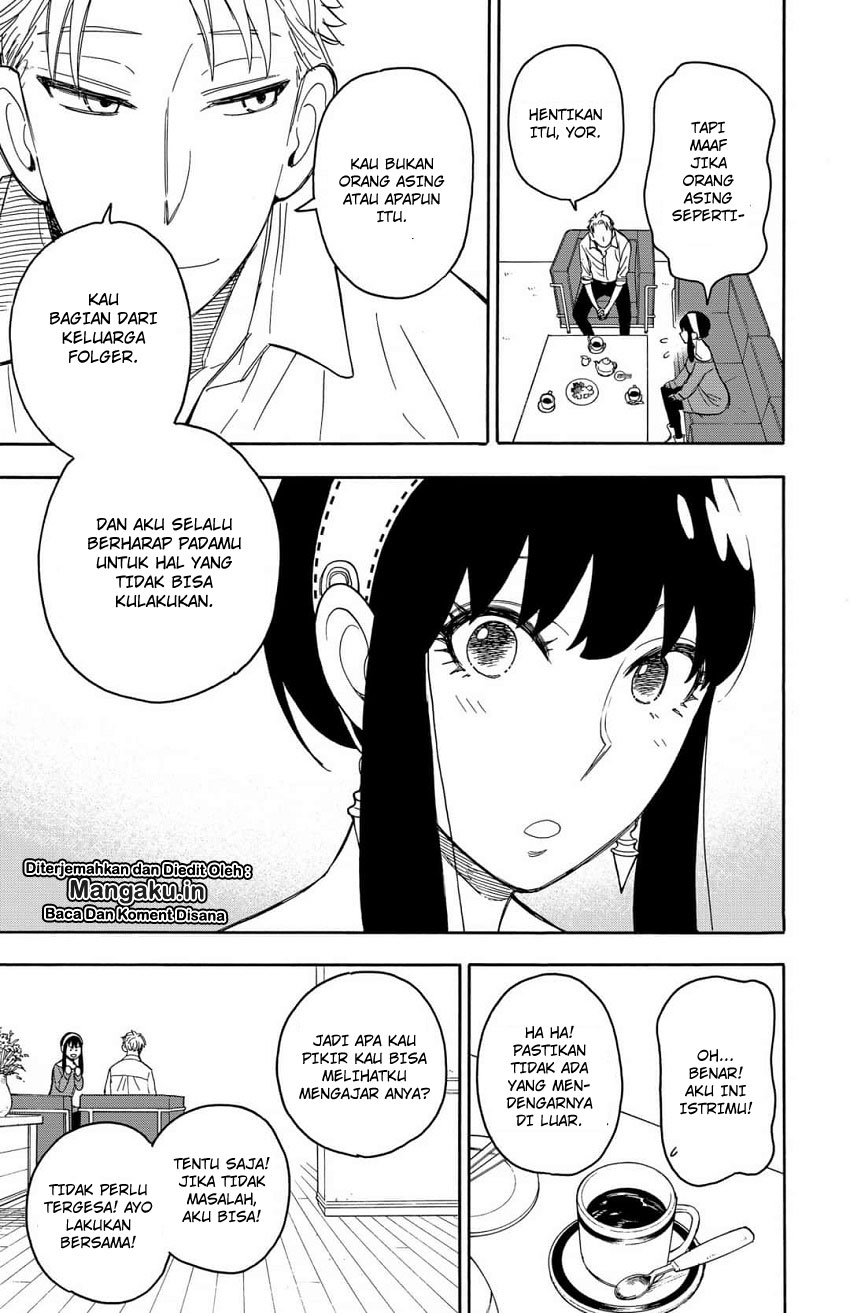 TAPI
MAAF
JIKA
ORANG
ASING
SEPERTI-
HENTIKAN
ITU, YOR.
KAU BUKAN
ORANG ASING
ATAU APAPUN
ITU.
KAU
BAGIAN DARI
KELUARGA
FOLGER.
DAN AKU SELALU
BERHARAP PADAMU
UNTUK HAL YANG
TIDAK BISA
KULAKUKAN.
Diterjemahkan dan Diedit Oleh :
Mangaku.in
Baca Dan Koment Disana
OH...
BENAR!
AKU INI
ISTRIMU!
HA HA!
PASTIKAN
TIDAK ADA
YANG MEN-
DENGARNYA
DI LUAR.
JADI APA KAU
PIKIR KAU BISA
MELIHATKU
MENGAJAR ANYA?
TENTU SAJA!
JIKA TIDAK
MASALAH,
AKU BISA!
TIDAK PERLU
TERGESA! AYO
LAKUKAN
BERSAMA!